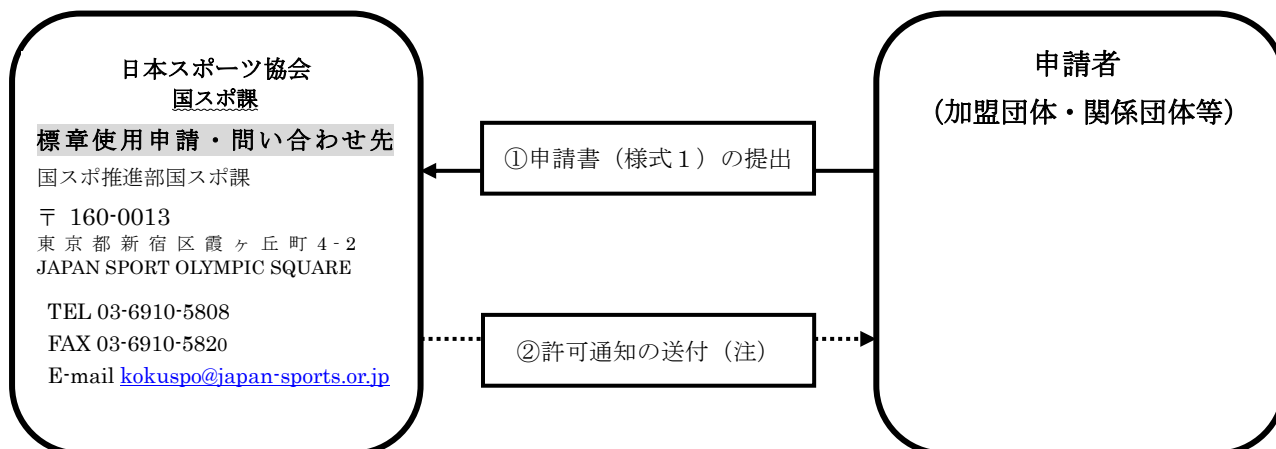 日本スポーツ協会
国スポ課
標章使用申請・問い合わせ先
国スポ推進部国スポ課
〒 160-0013
東京都新宿区霞ヶ丘町4-2
JAPAN SPORT OLYMPIC SQUARE
TEL 03-6910-5808
FAX 03-6910-5820
E-mail kokuspo@japan-sports.or.jp
①申請書（様式１）の提出
②許可通知の送付（注）
申請者
（加盟団体・関係団体等）